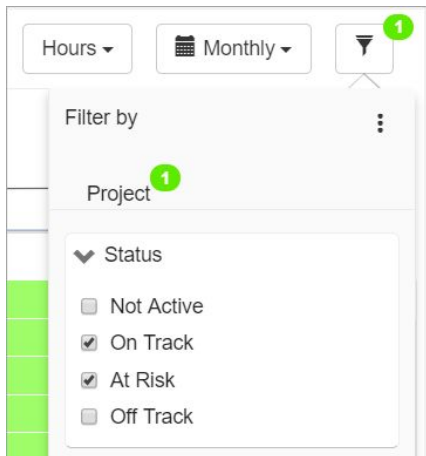 Hours
Monthly
1
Filter by
Project 1
Status
Not Active
On Track
At Risk
Off Track